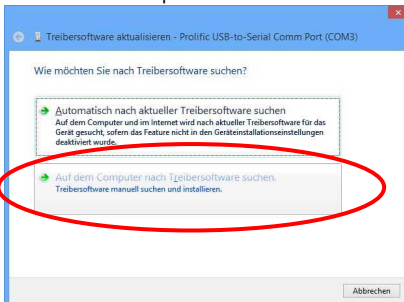 Treibersoftware aktualisieren - Prolific USB-to-Serial Comm Port (COM3)
Wie möchten Sie nach Treibersoftware suchen?
Automatisch nach aktueller Treibersoftware suchen
Auf dem Computer und im Internet wird nach aktueller Treibersoftware für das
Gerät gesucht, sofern das Feature nicht in den Geräteinstallationseinstellungen
deaktiviert wurde.
Auf dem Computer nach Treibersoftware suchen.
Treibersoftware manuell suchen und installieren.
Abbrechen